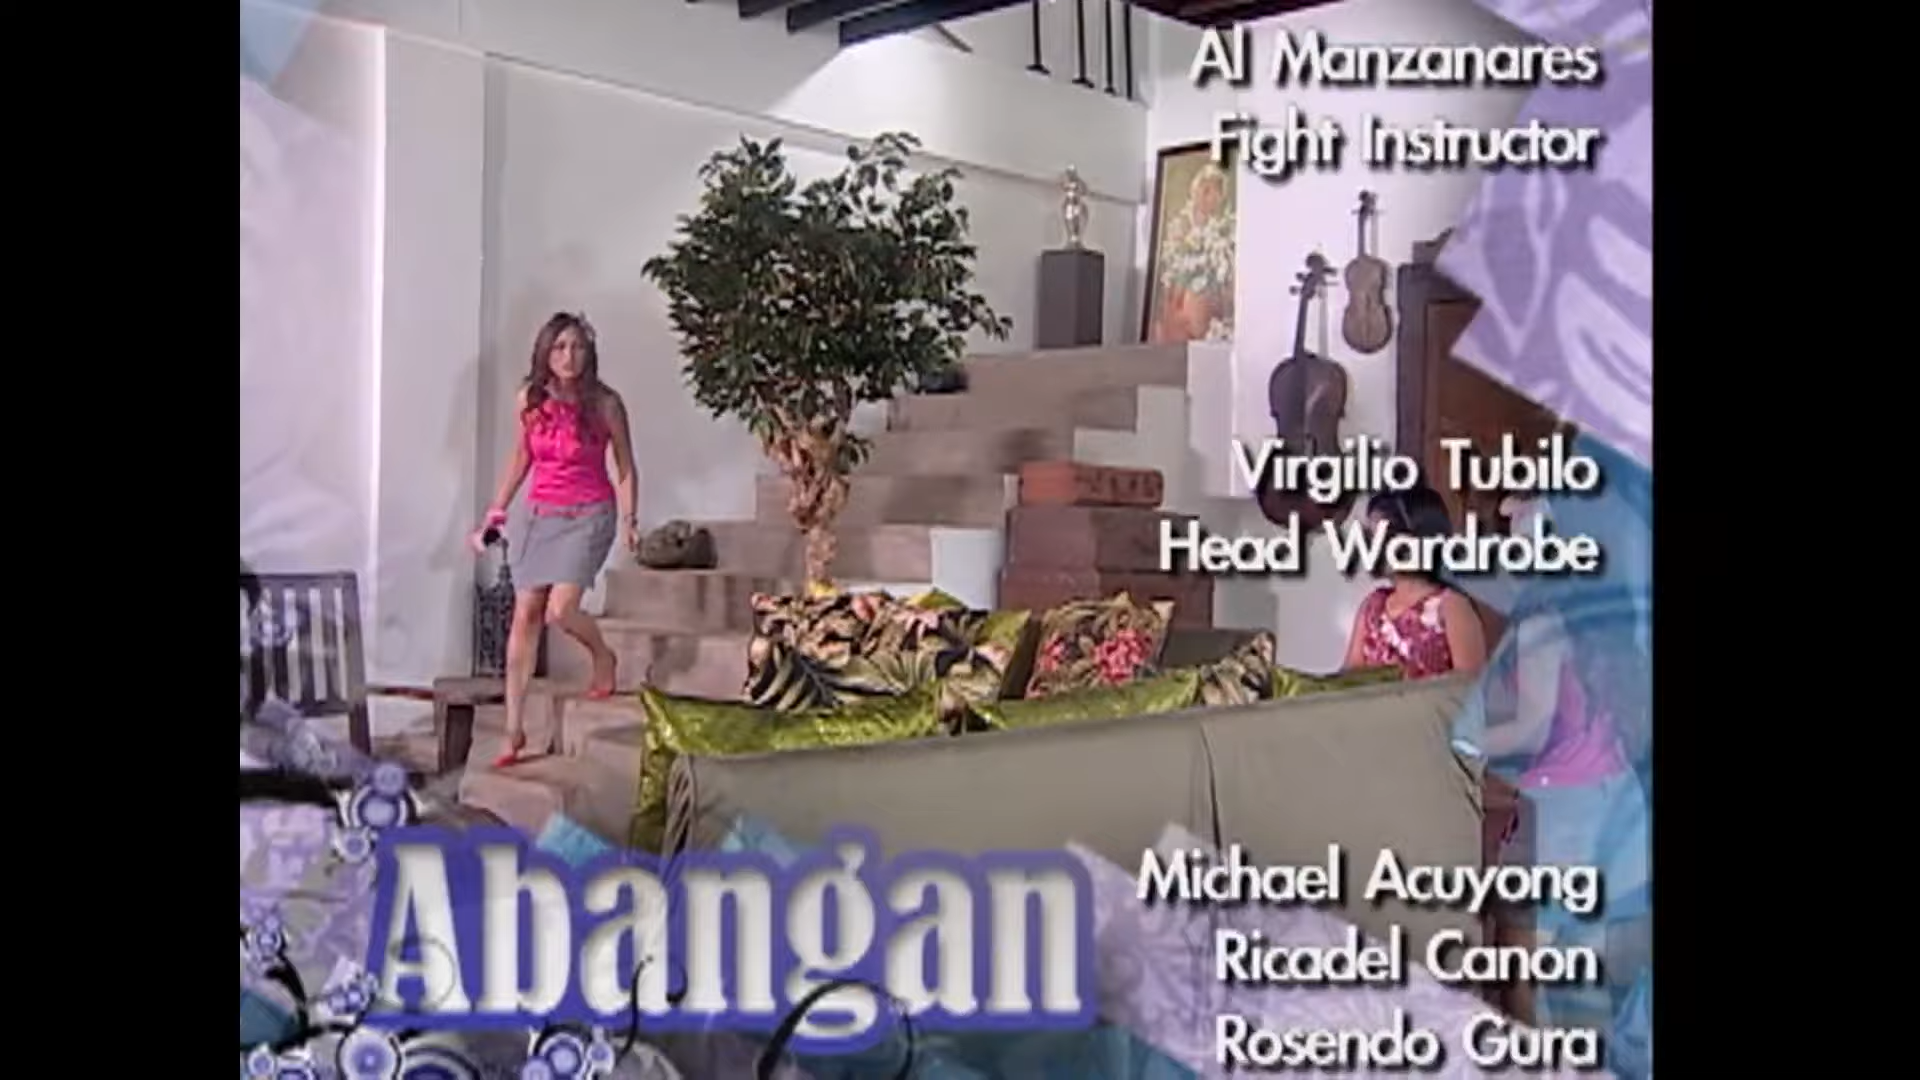 Al Manzanares
Fight Instructor
Virgilio Tubilo
Head Wardrobe
Abangan
Michael Acuyong
Ricadel Canon
Rosendo Gura